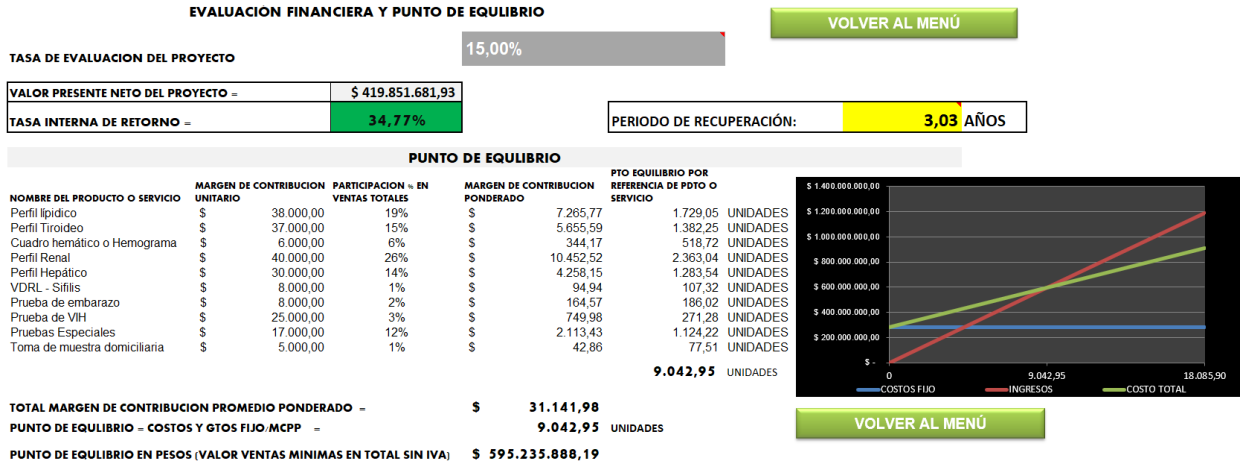 EVALUACIÓN FINANCIERA Y PUNTO DE EQULIBRIO
VOLVER AL MENÚ
TASA DE EVALUACION DEL PROYECTO 15,00%
VALOR PRESENTE NETO DEL PROYECTO = $ 419.851.681,93
TASA INTERNA DE RETORNO = 34,77%
PERIODO DE RECUPERACIÓN: 3,03 AÑOS
PUNTO DE EQULIBRIO
NOMBRE DEL PRODUCTO O SERVICIO MARGEN DE CONTRIBUCION UNITARIO PARTICIPACION % EN VENTAS TOTALES MARGEN DE CONTRIBUCION PONDERADO PTO EQUILIBRIO POR REFERENCIA DE PDTO O SERVICIO
Perfil lípidico $ 38.000,00 19% $ 7.265,77 1.729,05 UNIDADES
Perfil Tiroideo $ 37.000,00 15% $ 5.655,59 1.382,25 UNIDADES
Cuadro hemático o Hemograma $ 6.000,00 6% $ 344,17 518,72 UNIDADES
Perfil Renal $ 40.000,00 26% $ 10.452,52 2.363,04 UNIDADES
Perfil Hepático $ 30.000,00 14% $ 4.258,15 1.283,54 UNIDADES
VDRL - Sifilis $ 8.000,00 1% $ 94,94 107,32 UNIDADES
Prueba de embarazo $ 8.000,00 2% $ 164,57 186,02 UNIDADES
Prueba de VIH $ 25.000,00 3% $ 749,98 271,28 UNIDADES
Pruebas Especiales $ 17.000,00 12% $ 2.113,43 1.124,22 UNIDADES
Toma de muestra domiciliaria $ 5.000,00 1% $ 42,86 77,51 UNIDADES
9.042,95 UNIDADES
TOTAL MARGEN DE CONTRIBUCION PROMEDIO PONDERADO = $ 31.141,98
PUNTO DE EQULIBRIO = COSTOS Y GTOS FIJO/MCPP = 9.042,95 UNIDADES
PUNTO DE EQULIBRIO EN PESOS (VALOR VENTAS MINIMAS EN TOTAL SIN IVA) $ 595.235.888,19
$ 1.400.000.000,00
$ 1.200.000.000,00
$ 1.000.000.000,00
$ 800.000.000,00
$ 600.000.000,00
$ 400.000.000,00
$ 200.000.000,00
$ -
0 9.042,95 18.085,90
COSTOS FIJO INGRESOS COSTO TOTAL
VOLVER AL MENÚ